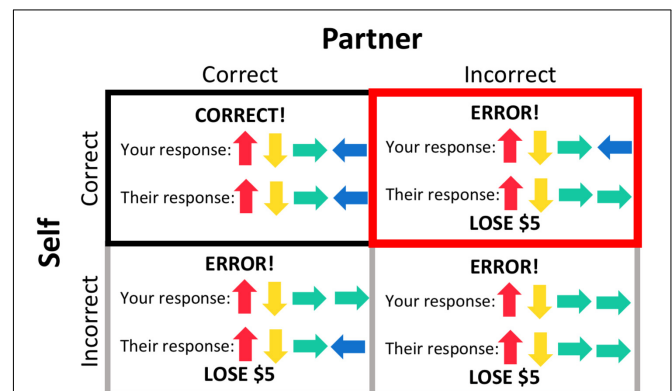 Partner
Correct
Incorrect
Self
Correct
CORRECT!
Your response:
Their response:
ERROR!
Your response:
Their response:
LOSE $5
Incorrect
ERROR!
Your response:
Their response:
LOSE $5
ERROR!
Your response:
Their response:
LOSE $5